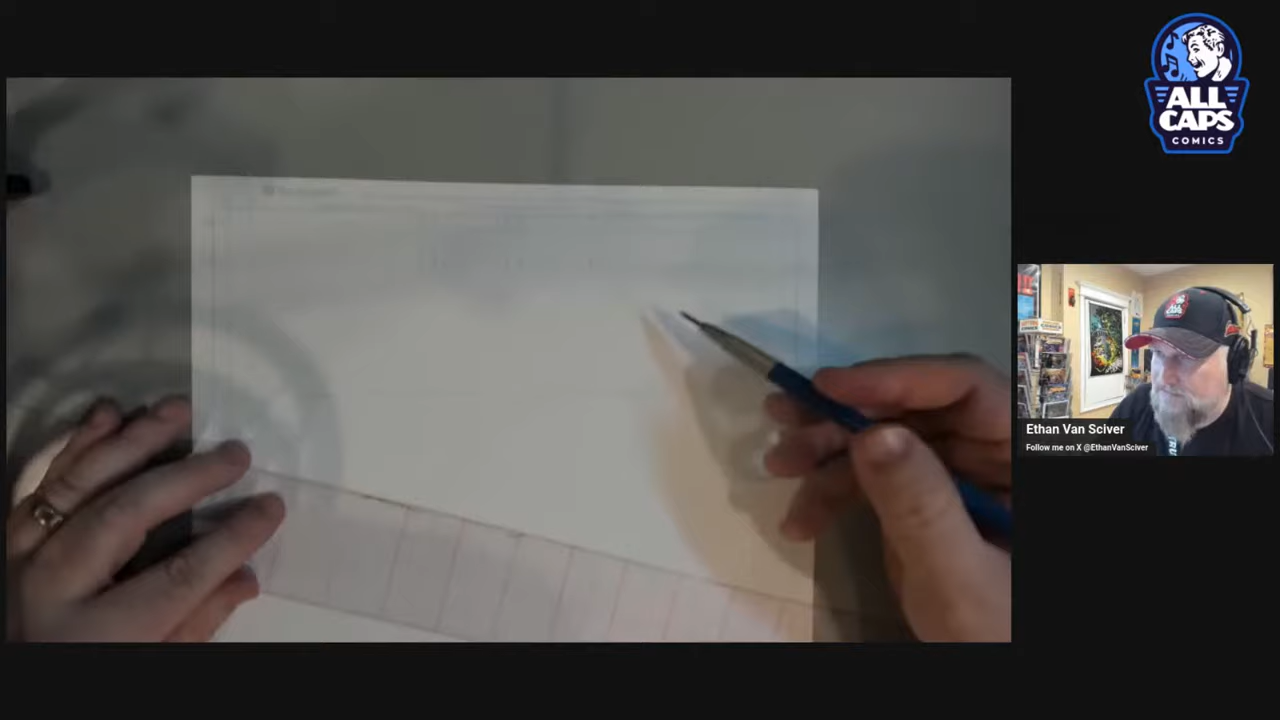 ALL
CAPS
COMICS
Ethan Van Sciver
Follow me on X @EthanVanSciver